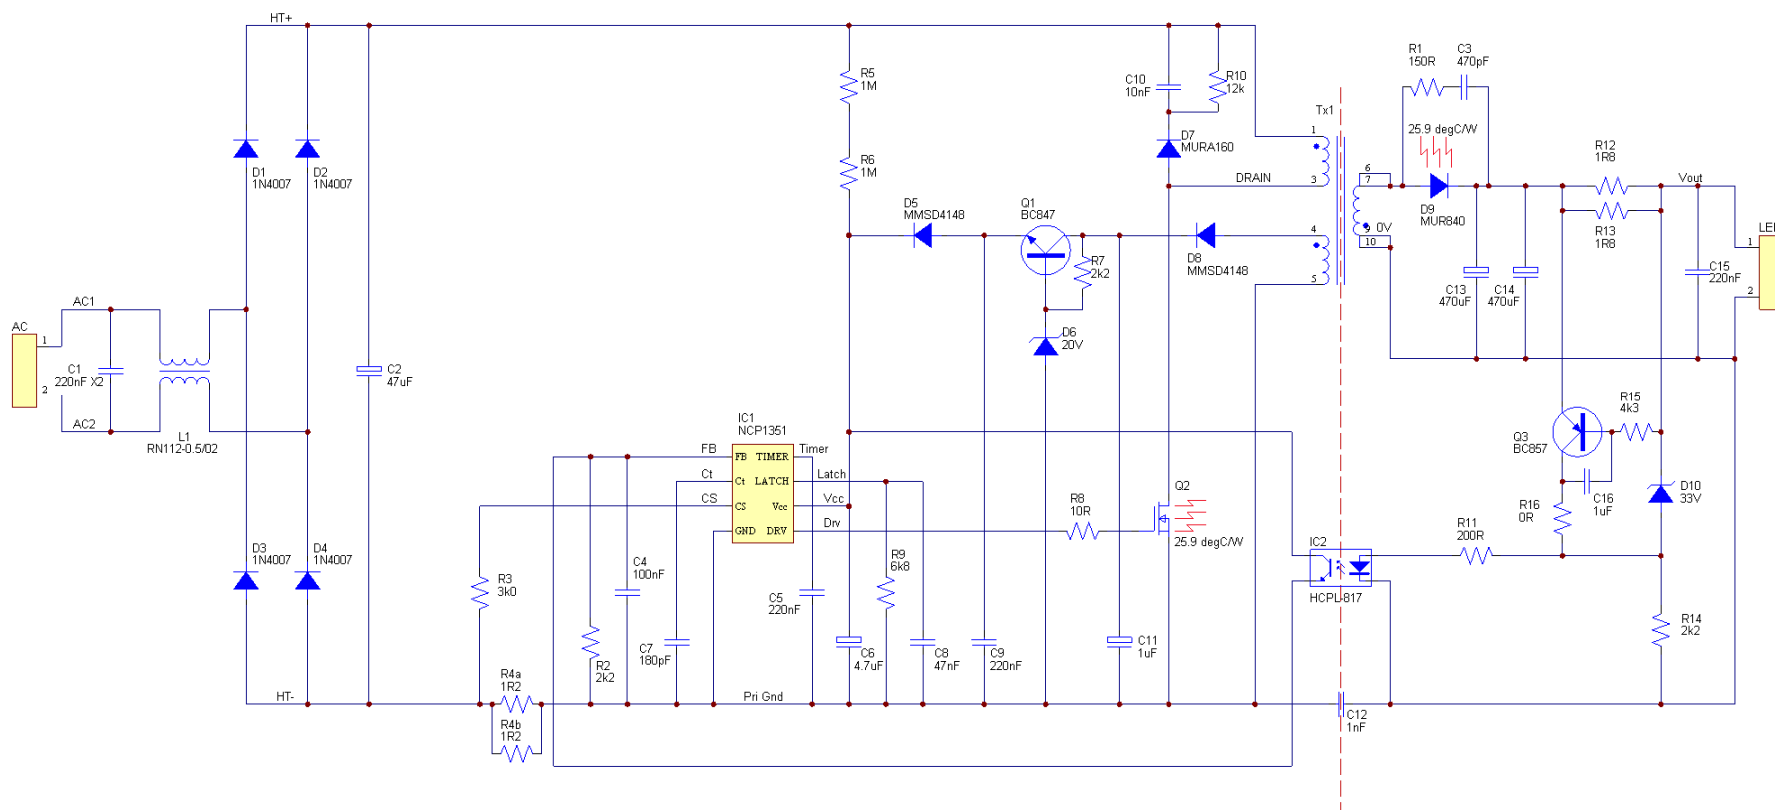 HT+
R5
1M
C10
10nF
R10
12k
Tx1
R1
150R
C3
470pF
D1
1N4007
D2
1N4007
R6
1M
D7
MURA160
DRAIN
1
3
6
7
25.9 degC/W
D9
MUR840
R12
1R8
R13
1R8
Vout
D5
MMSD4148
Q1
BC847
R7
2k2
D8
MMSD4148
4
5
9
0V
10
C13
470uF
C14
470uF
C15
220nF
1
2
AC1
AC
1
2
C1
220nF X2
AC2
L1
RN112-0.5/02
C2
47uF
D6
20V
IC1
NCP1351
FB
Ct
CS
FB
TIMER
Ct
LATCH
CS
Vcc
GND
DRV
Timer
Latch
Vcc
Drv
R8
10R
Q2
25.9 degC/W
Q3
BC857
R15
4k3
C16
1uF
R16
0R
D10
33V
R11
200R
IC2
HCPL-817
R14
2k2
D3
1N4007
D4
1N4007
R3
3k0
C4
100nF
C5
220nF
R9
6k8
R2
2k2
C7
180pF
C6
4.7uF
C8
47nF
C9
220nF
C11
1uF
HT-
R4a
1R2
R4b
1R2
Pri Gnd
C12
1nF